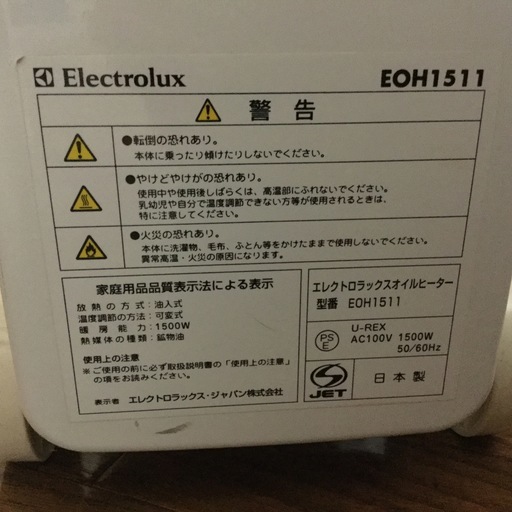 Electrolux EOH1511
警告
●転倒の恐れあり。
本体に乗ったり傾けたりしないでください。
●やけどやけがの恐れあり。
使用中や使用後しばらくは、高温部にふれないでください。
乳幼児や自分で温度調節できない方等が使用されるときは、
特に注意してください。
●火災の恐れあり。
本体に洗濯物、毛布、ふとん等をかけたままで使用しないでください。
異常高温・火災の原因になります。
家庭用品品質表示法による表示
放熱の方式:油入式
温度調節の方法:可変式
暖房能力:1500W
熱媒体の種類:鉱物油
使用上の注意
※ご使用の前に必ず取扱説明書の「使用上の注意」
の項をお読みください。
表示者 エレクトロラックス・ジャパン株式会社
エレクトロラックスオイルヒーター
型番 EOH1511
PS
E
U-REX
AC100V 1500W
50/60Hz
JET
日本製